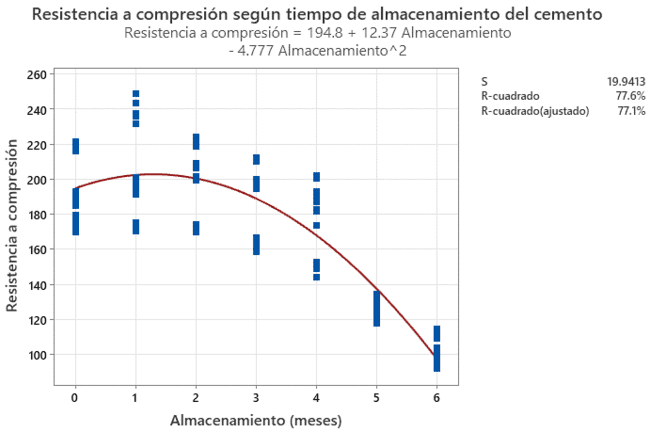 Resistencia a compresión según tiempo de almacenamiento del cemento
Resistencia a compresión = 194.8 + 12.37 Almacenamiento
- 4.777 Almacenamiento^2
S 19.9413
R-cuadrado 77.6%
R-cuadrado(ajustado) 77.1%
Resistencia a compresión
260
240
220
200
180
160
140
120
100
0 1 2 3 4 5 6
Almacenamiento (meses)